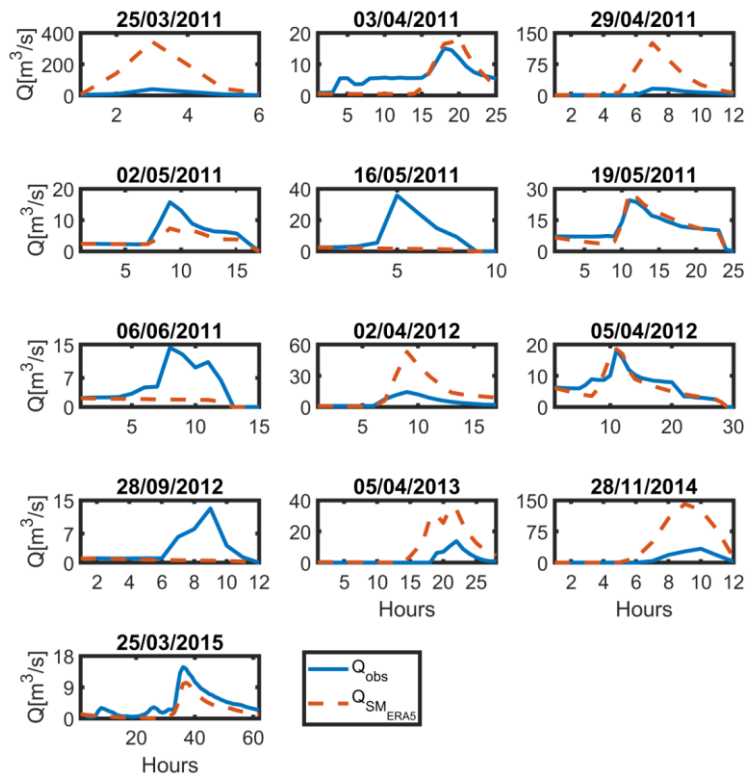 25/03/2011 03/04/2011 29/04/2011
Q[m³/s] 400 200 0 20 10 0 150 75 0
2 4 6 5 10 15 20 25 2 4 6 8 10 12
02/05/2011 16/05/2011 19/05/2011
Q[m³/s] 20 10 0 40 20 0 30 15 0
5 10 15 5 10 5 10 15 20 25
06/06/2011 02/04/2012 05/04/2012
Q[m³/s] 15 7 0 60 30 0 20 10 0
5 10 15 5 10 15 10 20 30
28/09/2012 05/04/2013 28/11/2014
Q[m³/s] 15 7 0 40 20 0 150 75 0
2 4 6 8 10 12 5 10 15 20 25 2 4 6 8 10 12
Hours Hours
25/03/2015
Q[m³/s] 18 9 0
20 40 60
Hours
Q_obs
Q_SM_ERA5